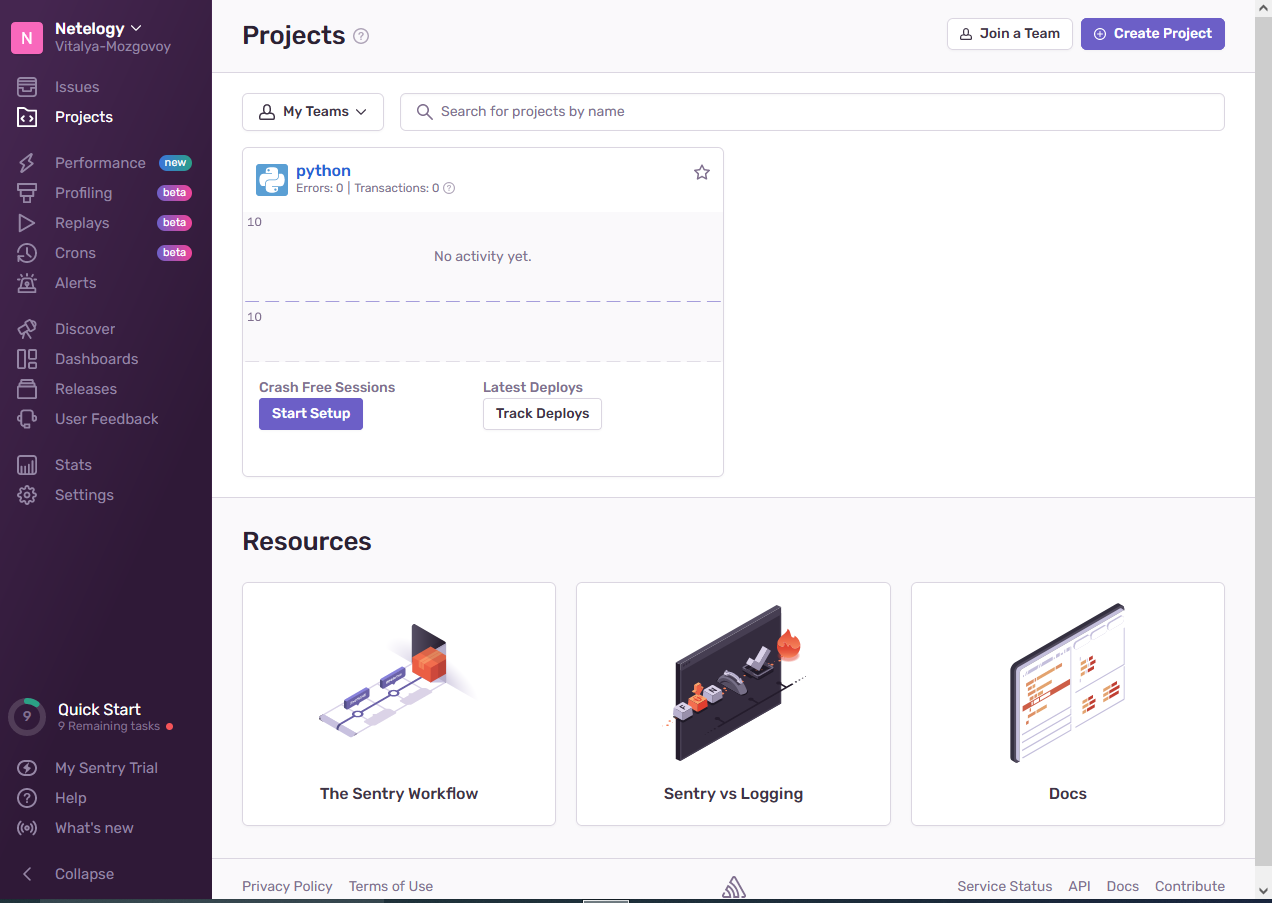 N
Netelogy
Vitalya-Mozgovoy
Issues
Projects
Performance new
Profiling beta
Replays beta
Crons beta
Alerts
Discover
Dashboards
Releases
User Feedback
Stats
Settings
9
Quick Start
9 Remaining tasks
My Sentry Trial
? Help
What's new
Collapse
Projects ?
Join a Team
Create Project
My Teams
Search for projects by name
python
Errors: 0 | Transactions: 0 ?
10
No activity yet.
10
Crash Free Sessions
Start Setup
Latest Deploys
Track Deploys
Resources
The Sentry Workflow
Sentry vs Logging
Docs
Privacy Policy Terms of Use
Service Status API Docs Contribute